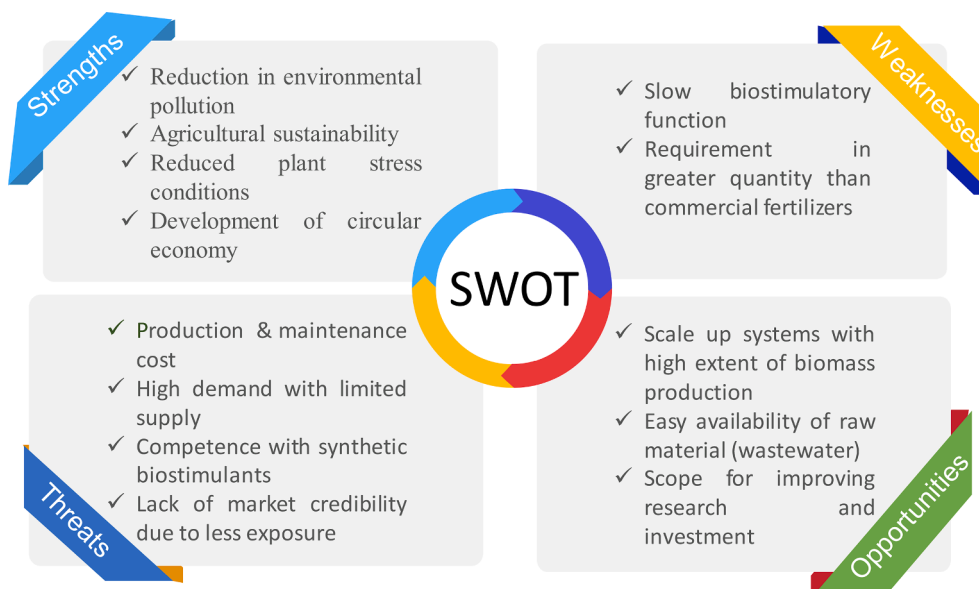 Strengths
✓ Reduction in environmental
pollution
✓ Agricultural sustainability
✓ Reduced plant stress
conditions
✓ Development of circular
economy
Weaknesses
✓ Slow biostimulatory
function
✓ Requirement in
greater quantity than
commercial fertilizers
SWOT
Threats
✓ Production & maintenance
cost
✓ High demand with limited
supply
✓ Competence with synthetic
biostimulants
✓ Lack of market credibility
due to less exposure
Opportunities
✓ Scale up systems with
high extent of biomass
production
✓ Easy availability of raw
material (wastewater)
✓ Scope for improving
research and
investment